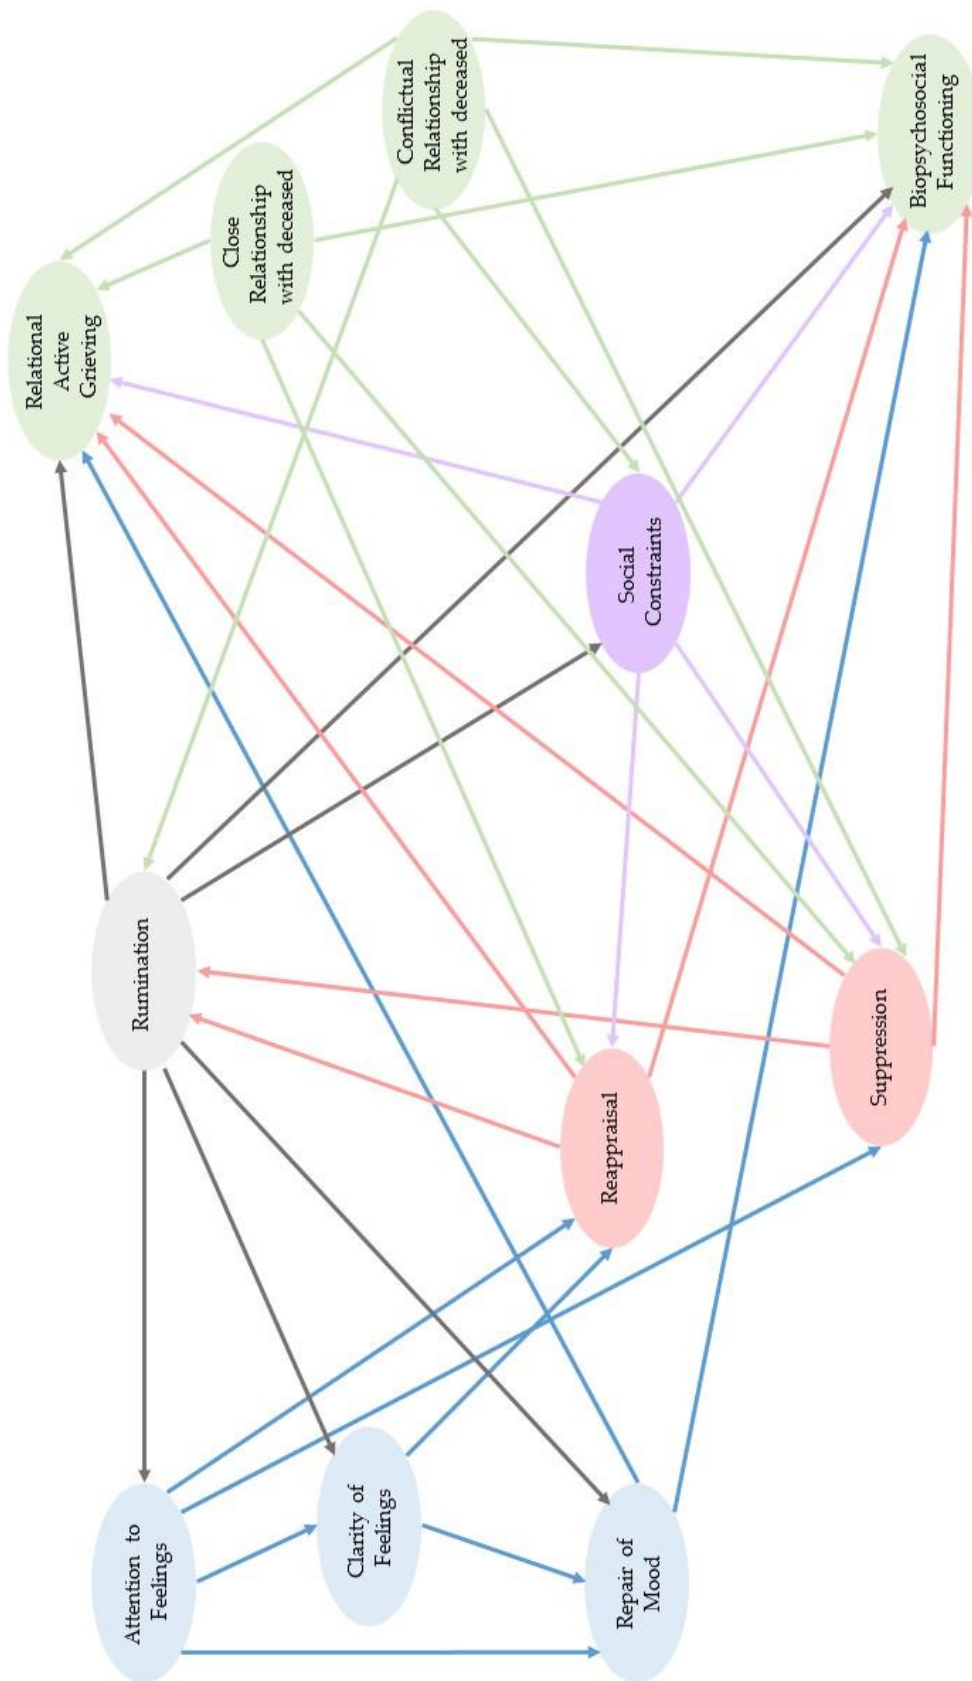 Attention to
Feelings
Clarity of
Feelings
Repair of
Mood
Rumination
Reappraisal
Suppression
Social
Constraints
Relational
Active
Grieving
Close
Relationship
with deceased
Conflictual
Relationship
with deceased
Biopsychosocial
Functioning